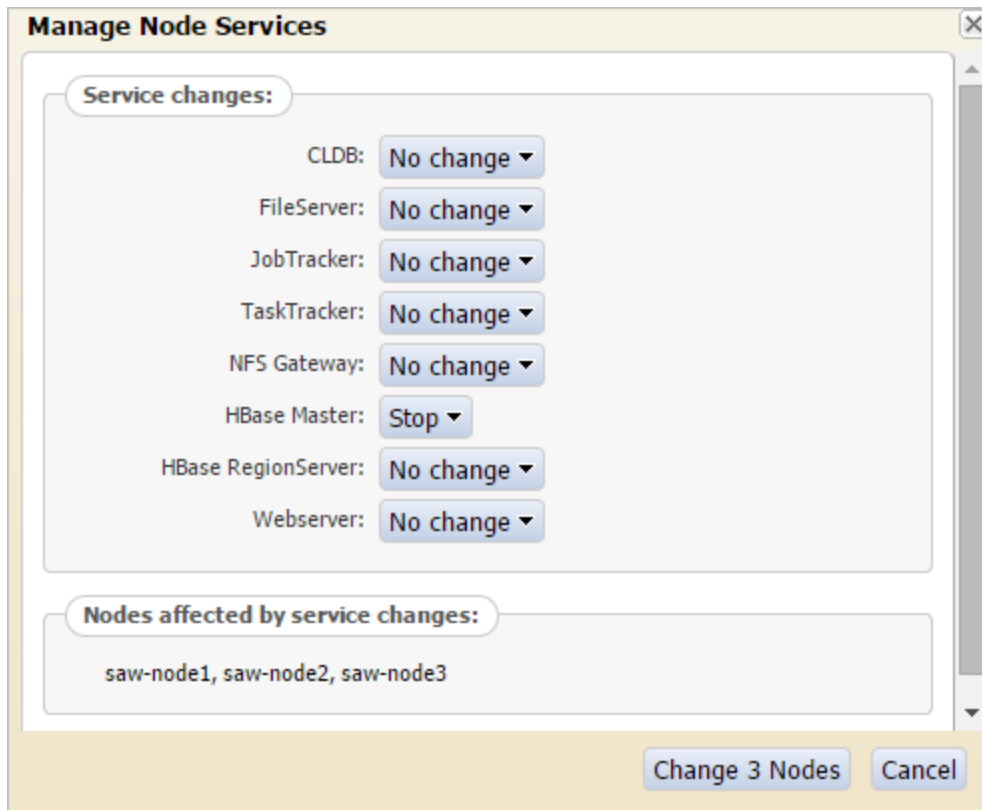 Manage Node Services
Service changes:
CLDB: No change
FileServer: No change
JobTracker: No change
TaskTracker: No change
NFS Gateway: No change
HBase Master: Stop
HBase RegionServer: No change
Webserver: No change
Nodes affected by service changes:
saw-node1, saw-node2, saw-node3
Change 3 Nodes Cancel